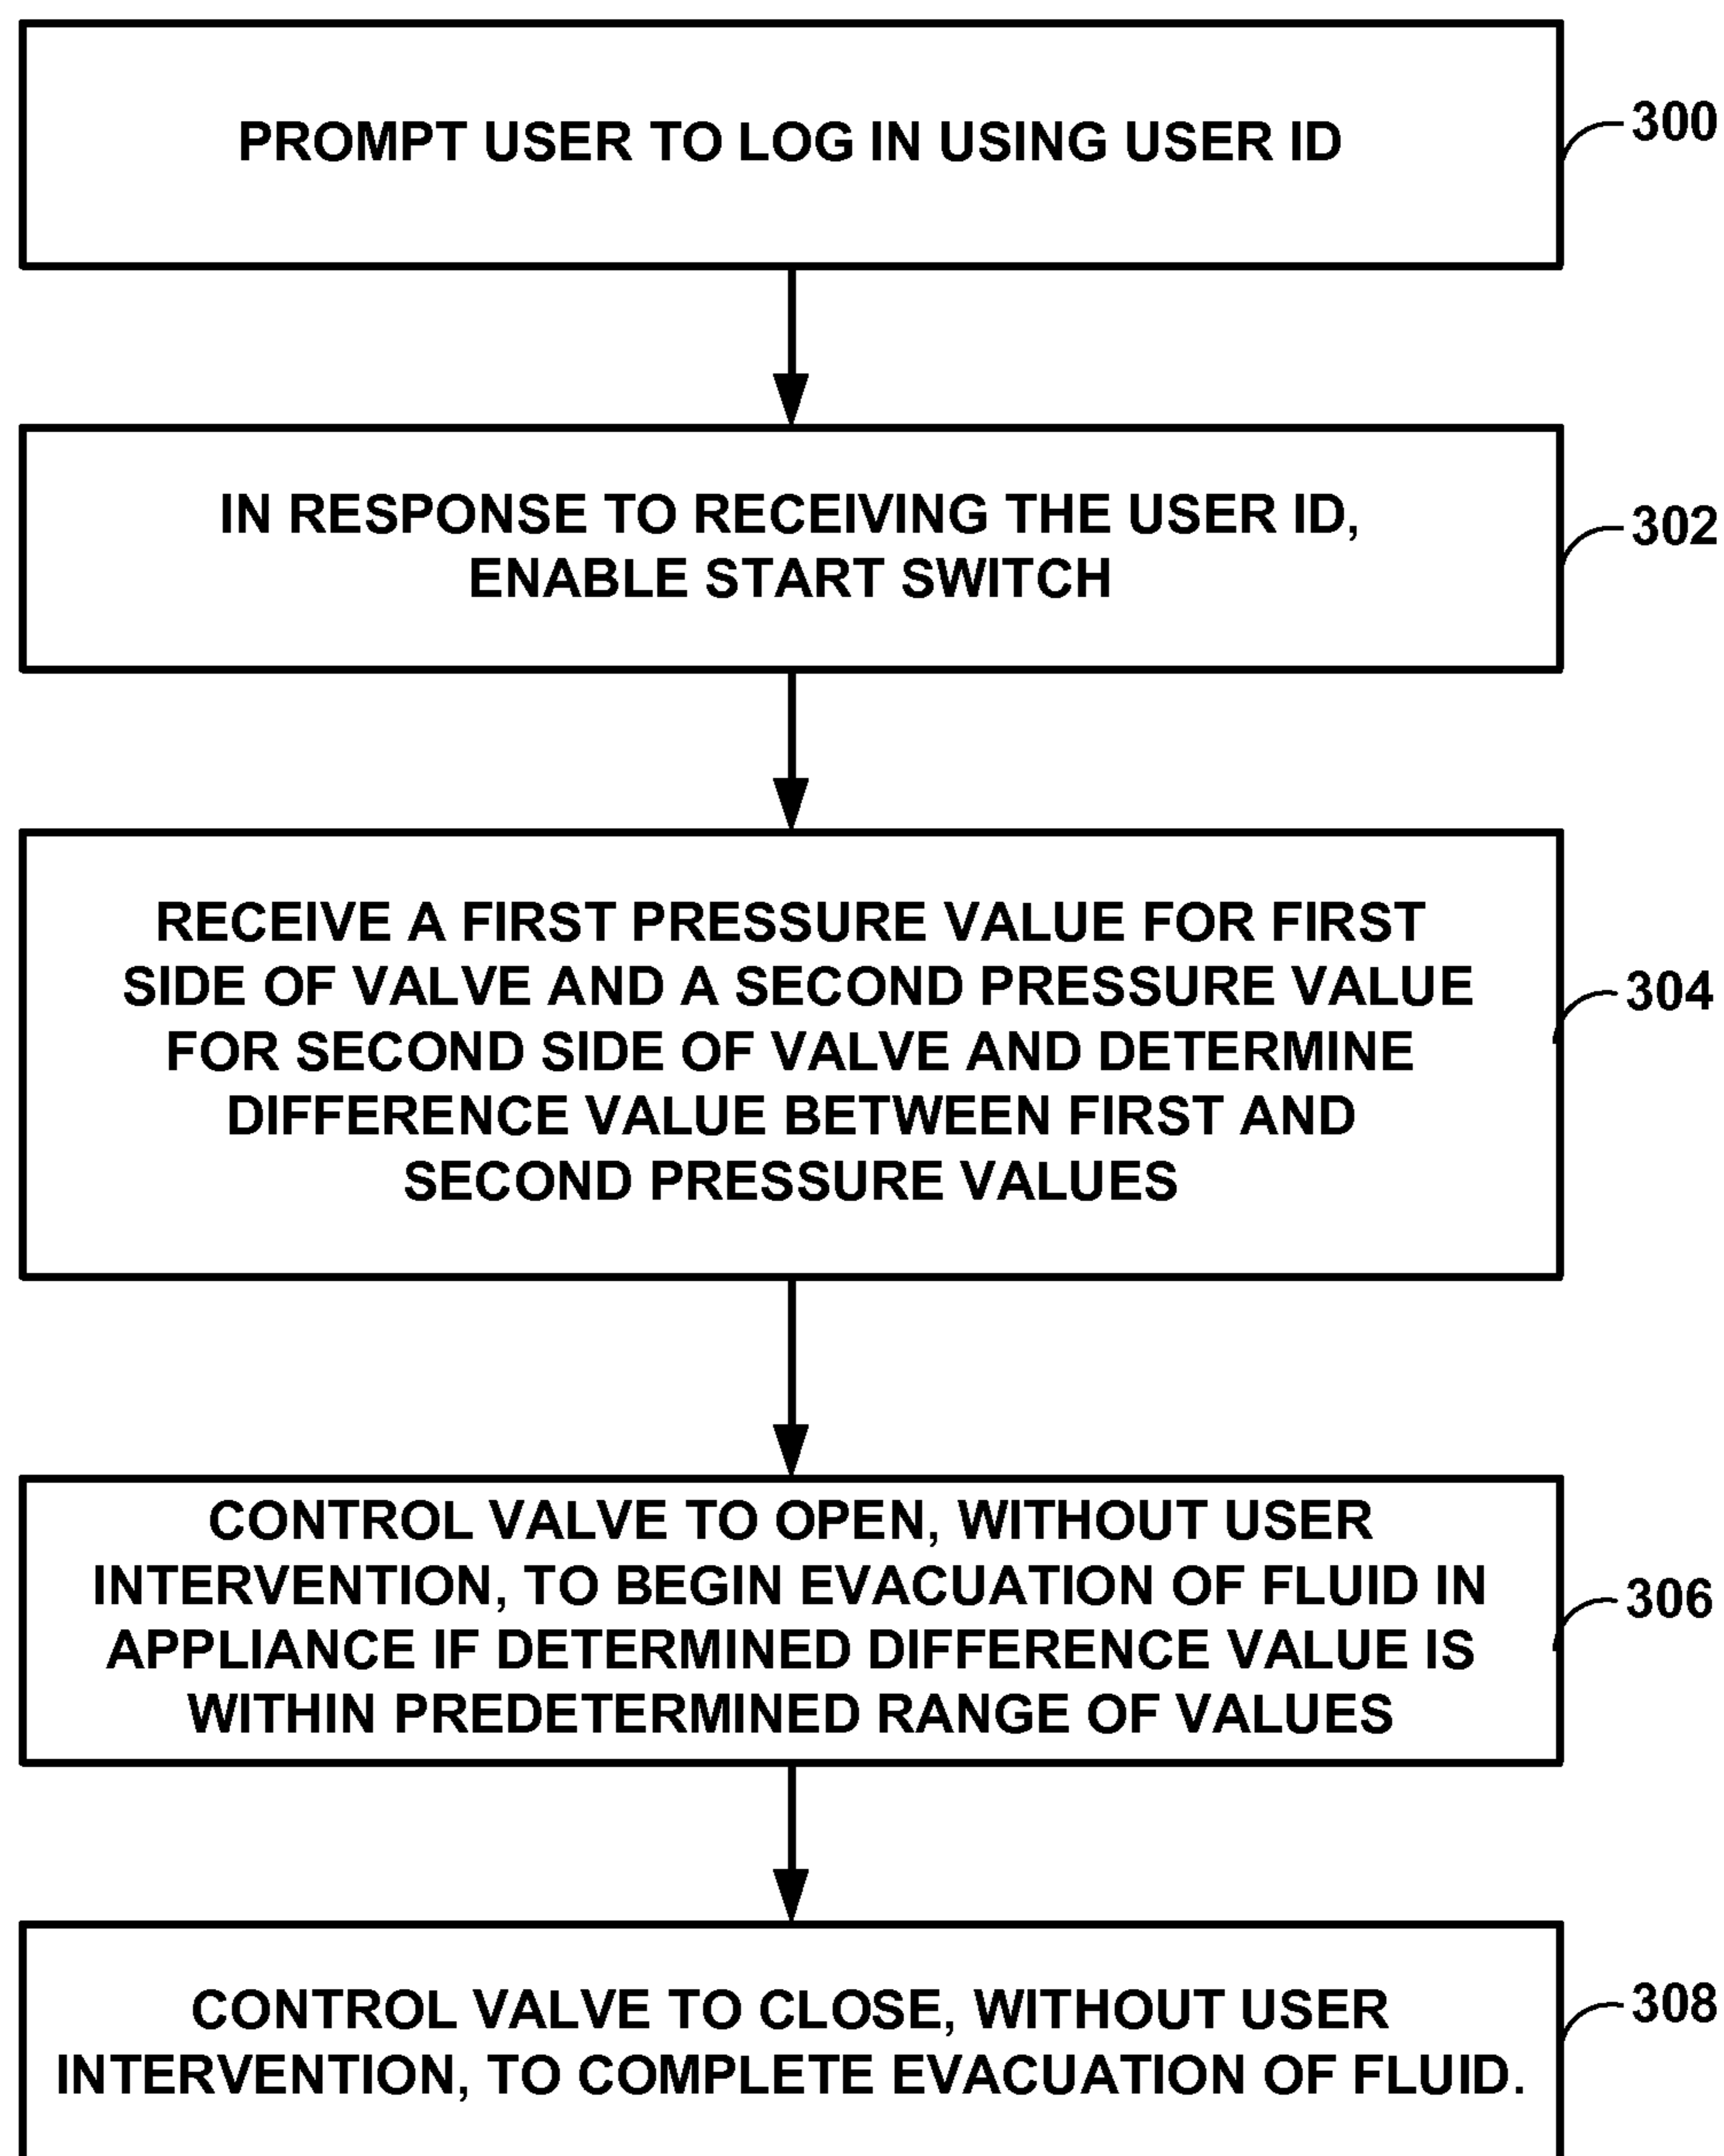 PROMPT USER TO LOG IN USING USER ID
300
IN RESPONSE TO RECEIVING THE USER ID,
ENABLE START SWITCH
302
RECEIVE A FIRST PRESSURE VALUE FOR FIRST
SIDE OF VALVE AND A SECOND PRESSURE VALUE
FOR SECOND SIDE OF VALVE AND DETERMINE
DIFFERENCE VALUE BETWEEN FIRST AND
SECOND PRESSURE VALUES
304
CONTROL VALVE TO OPEN, WITHOUT USER
INTERVENTION, TO BEGIN EVACUATION OF FLUID IN
APPLIANCE IF DETERMINED DIFFERENCE VALUE IS
WITHIN PREDETERMINED RANGE OF VALUES
306
CONTROL VALVE TO CLOSE, WITHOUT USER
INTERVENTION, TO COMPLETE EVACUATION OF FLUID.
308